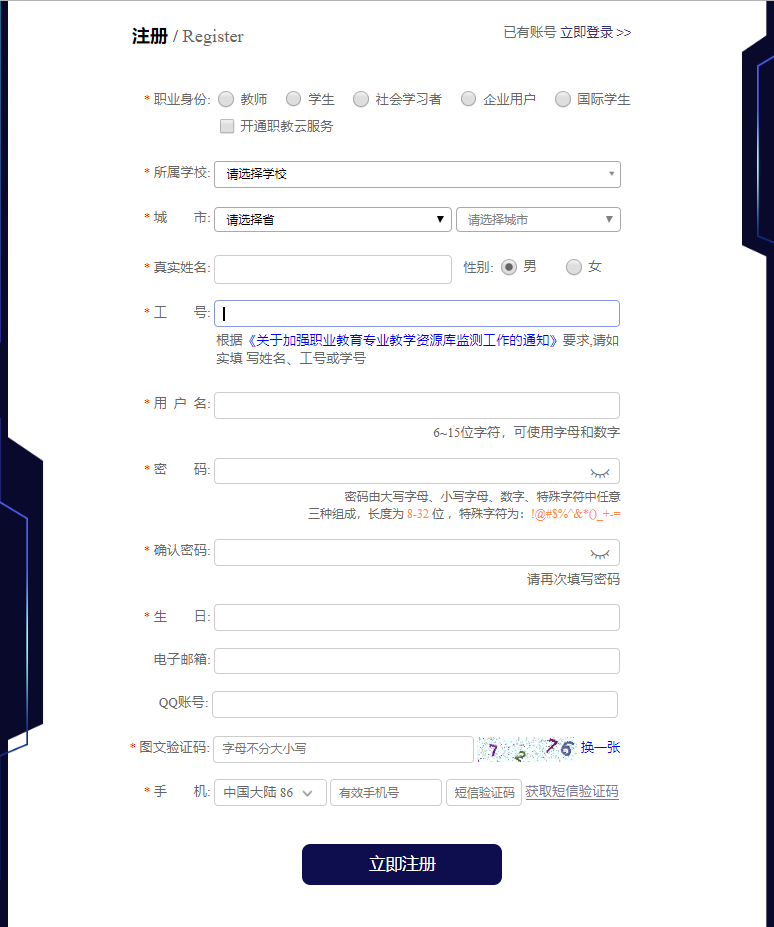 注册 / Register 已有账号 立即登录 >>
* 职业身份: 教师 学生 社会学习者 企业用户 国际学生
开通职教云服务
* 所属学校: 请选择学校
* 城 市: 请选择省 请选择城市
* 真实姓名: 性别: 男 女
* 工 号:
根据《关于加强职业教育专业教学资源库监测工作的通知》要求,请如
实填 写姓名、工号或学号
* 用 户 名:
6~15位字符，可使用字母和数字
* 密 码:
密码由大写字母、小写字母、数字、特殊字符中任意
三种组成，长度为 8-32 位 ，特殊字符为：!@#$%^&*()_+-=
* 确认密码:
请再次填写密码
* 生 日:
电子邮箱:
QQ账号:
* 图文验证码: 字母不分大小写 7 2 7 6 换一张
* 手 机: 中国大陆 86 有效手机号 短信验证码 获取短信验证码
立即注册